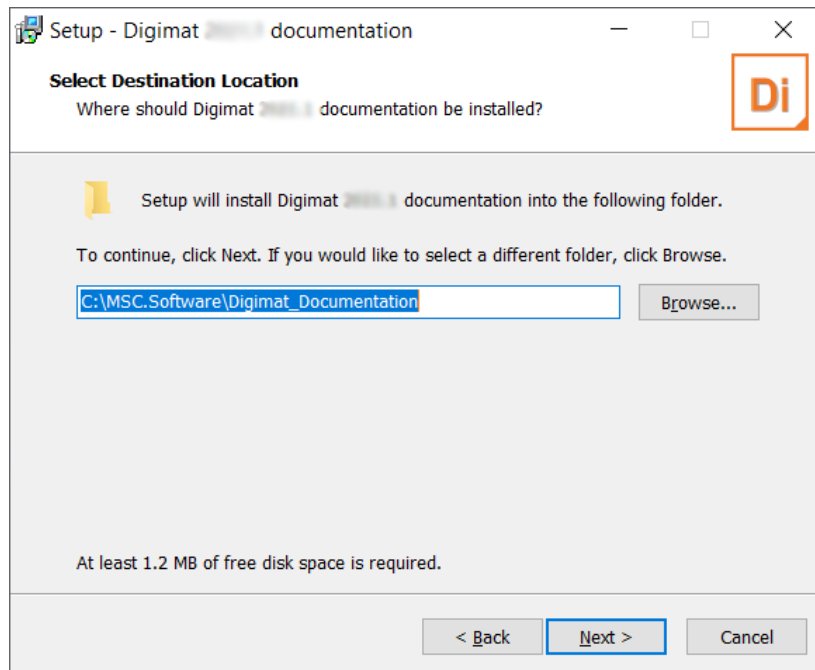 Setup - Digimat documentation
Select Destination Location
Where should Digimat documentation be installed?
Di
Setup will install Digimat documentation into the following folder.
To continue, click Next. If you would like to select a different folder, click Browse.
C:\MSC.Software\Digimat_Documentation
Browse...
At least 1.2 MB of free disk space is required.
< Back
Next >
Cancel